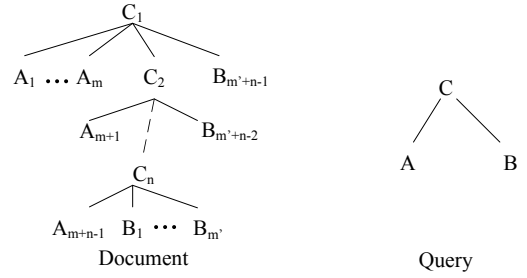 C1
A1 ••• Am C2 Bm'+n-1
C
Am+1 Bm'+n-2
A B
Cn
Am+n-1 B1 ••• Bm'
Document Query